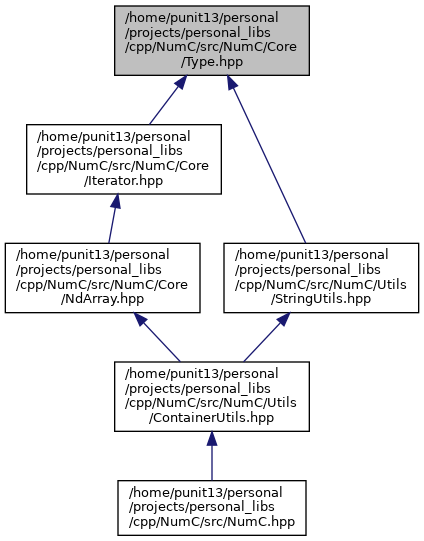 /home/punit13/personal
/projects/personal_libs
/cpp/NumC/src/NumC/Core
/Type.hpp
/home/punit13/personal
/projects/personal_libs
/cpp/NumC/src/NumC/Core
/Iterator.hpp
/home/punit13/personal
/projects/personal_libs
/cpp/NumC/src/NumC/Core
/NdArray.hpp
/home/punit13/personal
/projects/personal_libs
/cpp/NumC/src/NumC/Utils
/StringUtils.hpp
/home/punit13/personal
/projects/personal_libs
/cpp/NumC/src/NumC/Utils
/ContainerUtils.hpp
/home/punit13/personal
/projects/personal_libs
/cpp/NumC/src/NumC.hpp